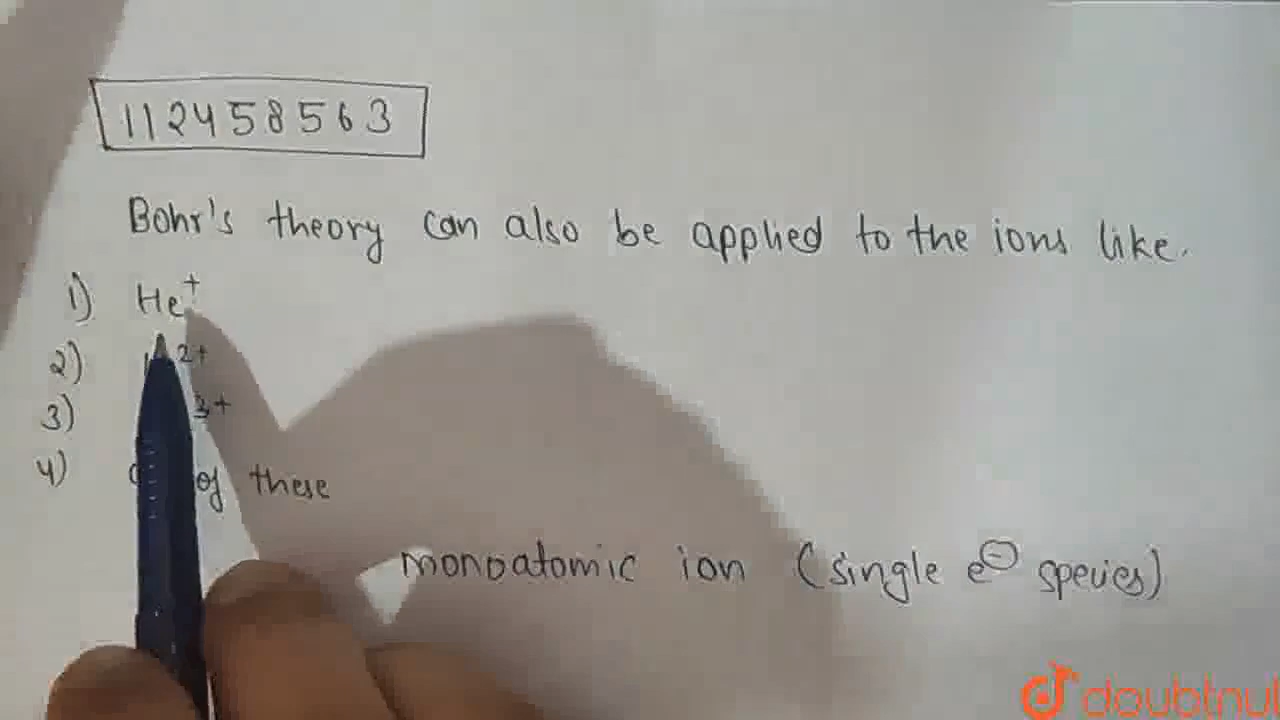 112458563
Bohr's theory can also be applied to the ions like.
1) He+
2) 2+
3) 3+
4) of these
monoatomic ion (single e⊖ species)
doubtnut